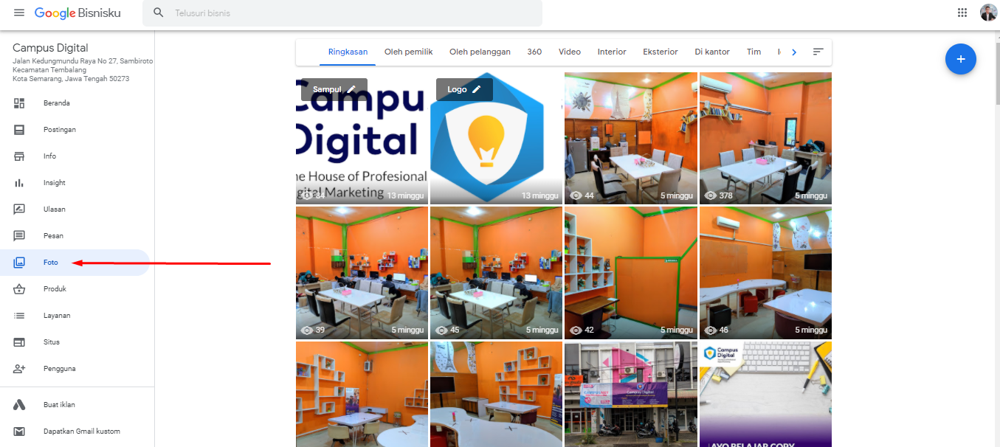 Google Bisnisku
Telusuri bisnis
Campus Digital
Jalan Kedungmundu Raya No 27, Sambiroto
Kecamatan Tembalang
Kota Semarang, Jawa Tengah 50273
Beranda
Postingan
Info
Insight
Ulasan
Pesan
Foto
Produk
Layanan
Situs
Pengguna
Buat iklan
Dapatkan Gmail kustom
Ringkasan
Oleh pemilik
Oleh pelanggan
360
Video
Interior
Eksterior
Di kantor
Tim
Sampul
Campu
Digital
he House of Profesional
igital Marketing
13 minggu
Logo
13 minggu
44
5 minggu
378
5 minggu
39
5 minggu
45
5 minggu
42
5 minggu
46
5 minggu
Campus Digital
Campus
Digital
AYO BELAJAR COPY